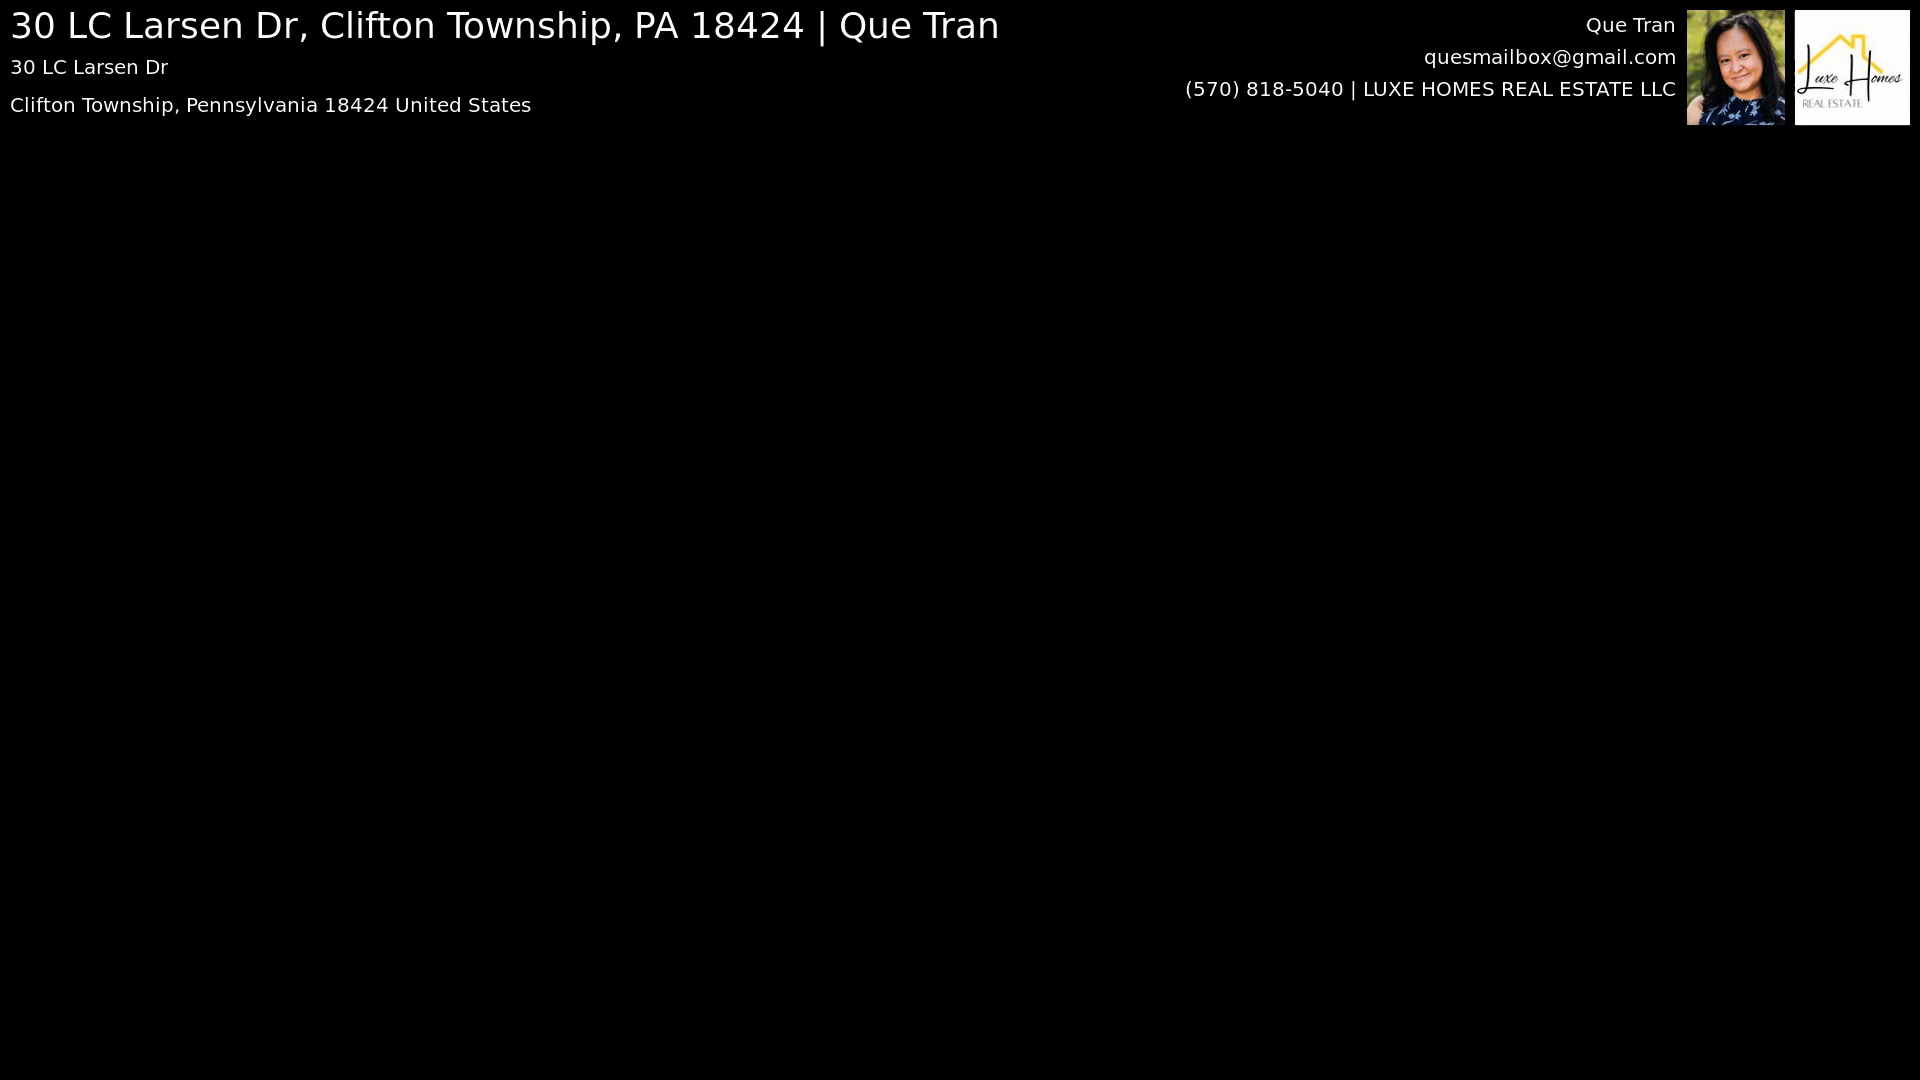 30 LC Larsen Dr, Clifton Township, PA 18424 | Que Tran
30 LC Larsen Dr
Clifton Township, Pennsylvania 18424 United States
Que Tran
quesmailbox@gmail.com
(570) 818-5040 | LUXE HOMES REAL ESTATE LLC
Luxe Homes
REAL ESTATE